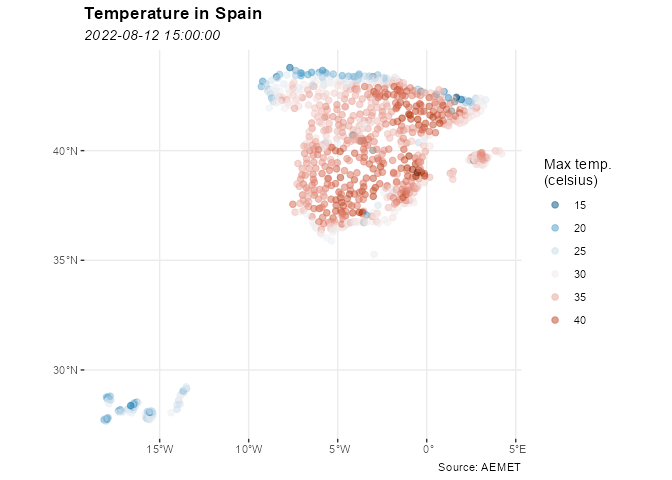 Temperature in Spain
2022-08-12 15:00:00
40°N
35°N
30°N
15°W
10°W
5°W
0°
5°E
Max temp.
(celsius)
15
20
25
30
35
40
Source: AEMET